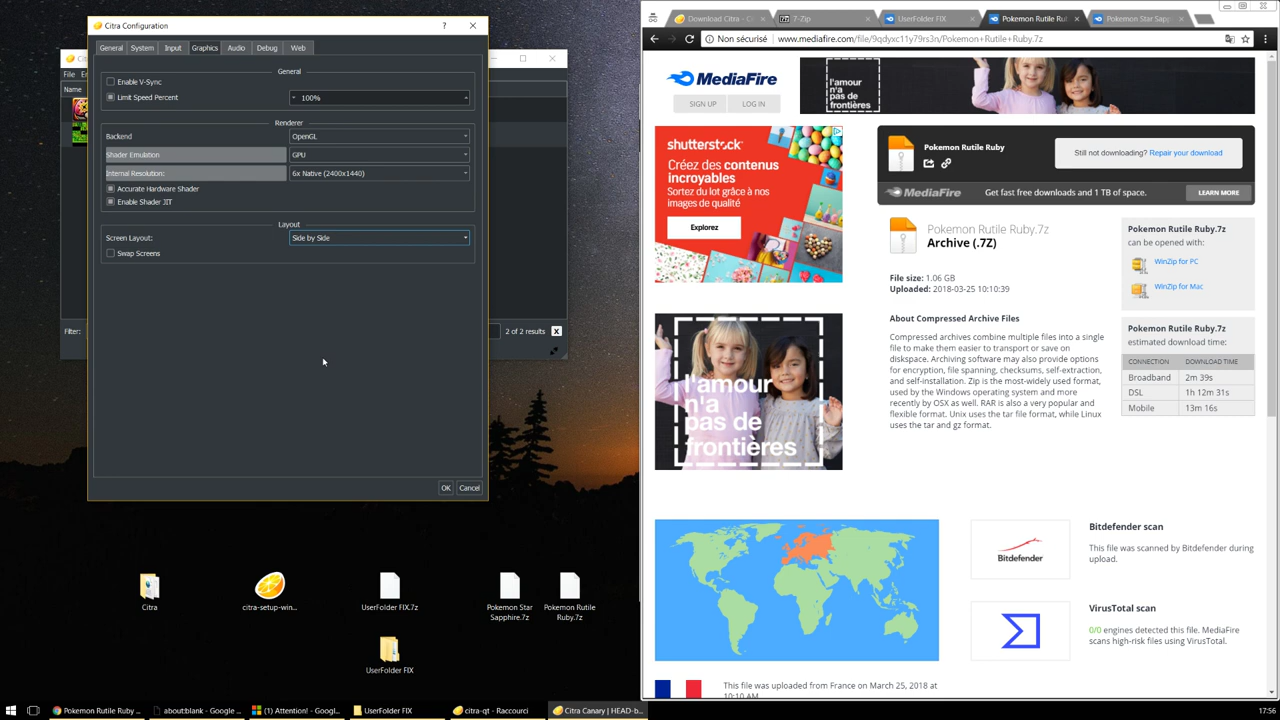 Citra Configuration
?
General
System
Input
Graphics
Audio
Debug
Web
General
Enable V-Sync
Limit Speed Percent
100%
Renderer
Backend
OpenGL
Shader Emulation
GPU
Internal Resolution:
6x Native (2400x1440)
Accurate Hardware Shader
Enable Shader JIT
Layout
Screen Layout:
Side by Side
Swap Screens
OK
Cancel
File
Name
Filter:
2 of 2 results
Citra
citra-setup-win...
UserFolder FIX.7z
Pokemon Star
Sapphire.7z
Pokemon Rutile
Ruby.7z
UserFolder FIX
Download Citra - Ci
7-Zip
UserFolder FIX
Pokemon Rutile Ru
Pokemon Star Sapp
Non sécurisé
www.mediafire.com/file/9qdyxc11y79rs3n/Pokemon+Rutile+Ruby.7z
MediaFire
SIGN UP
LOG IN
l'amour
n'a
pas de
frontières
shutterstock
Créez des contenus
incroyables
Sortez du lot grâce à nos
images de qualité
Explorez
Pokemon Rutile Ruby
Still not downloading? Repair your download
MediaFire
Get fast free downloads and 1 TB of space.
LEARN MORE
Pokemon Rutile Ruby.7z
Archive (.7Z)
File size: 1.06 GB
Uploaded: 2018-03-25 10:10:39
About Compressed Archive Files
Compressed archives combine multiple files into a single
file to make them easier to transport or save on
diskspace. Archiving software may also provide options
for encryption, file spanning, checksums, self-extraction,
and self-installation. Zip is the most-widely used format,
used by the Windows operating system and more
recently by OSX as well. RAR is also a very popular and
flexible format. Unix uses the tar file format, while Linux
uses the tar and gz format.
Pokemon Rutile Ruby.7z
can be opened with:
WinZip for PC
WinZip for Mac
Pokemon Rutile Ruby.7z
estimated download time:
CONNECTION
DOWNLOAD TIME
Broadband
2m 39s
DSL
1h 12m 31s
Mobile
13m 16s
l'amour
n'a
pas de
frontières
Bitdefender
Bitdefender scan
This file was scanned by Bitdefender during
upload.
VirusTotal scan
0/0 engines detected this file. MediaFire
scans high-risk files using VirusTotal.
This file was uploaded from France on March 25, 2018 at
10:10 AM
Pokemon Rutile Ruby ...
about:blank - Google ...
(1) Attention! - Googl...
UserFolder FIX
citra-qt - Raccourci
Citra Canary | HEAD-b...
17:56